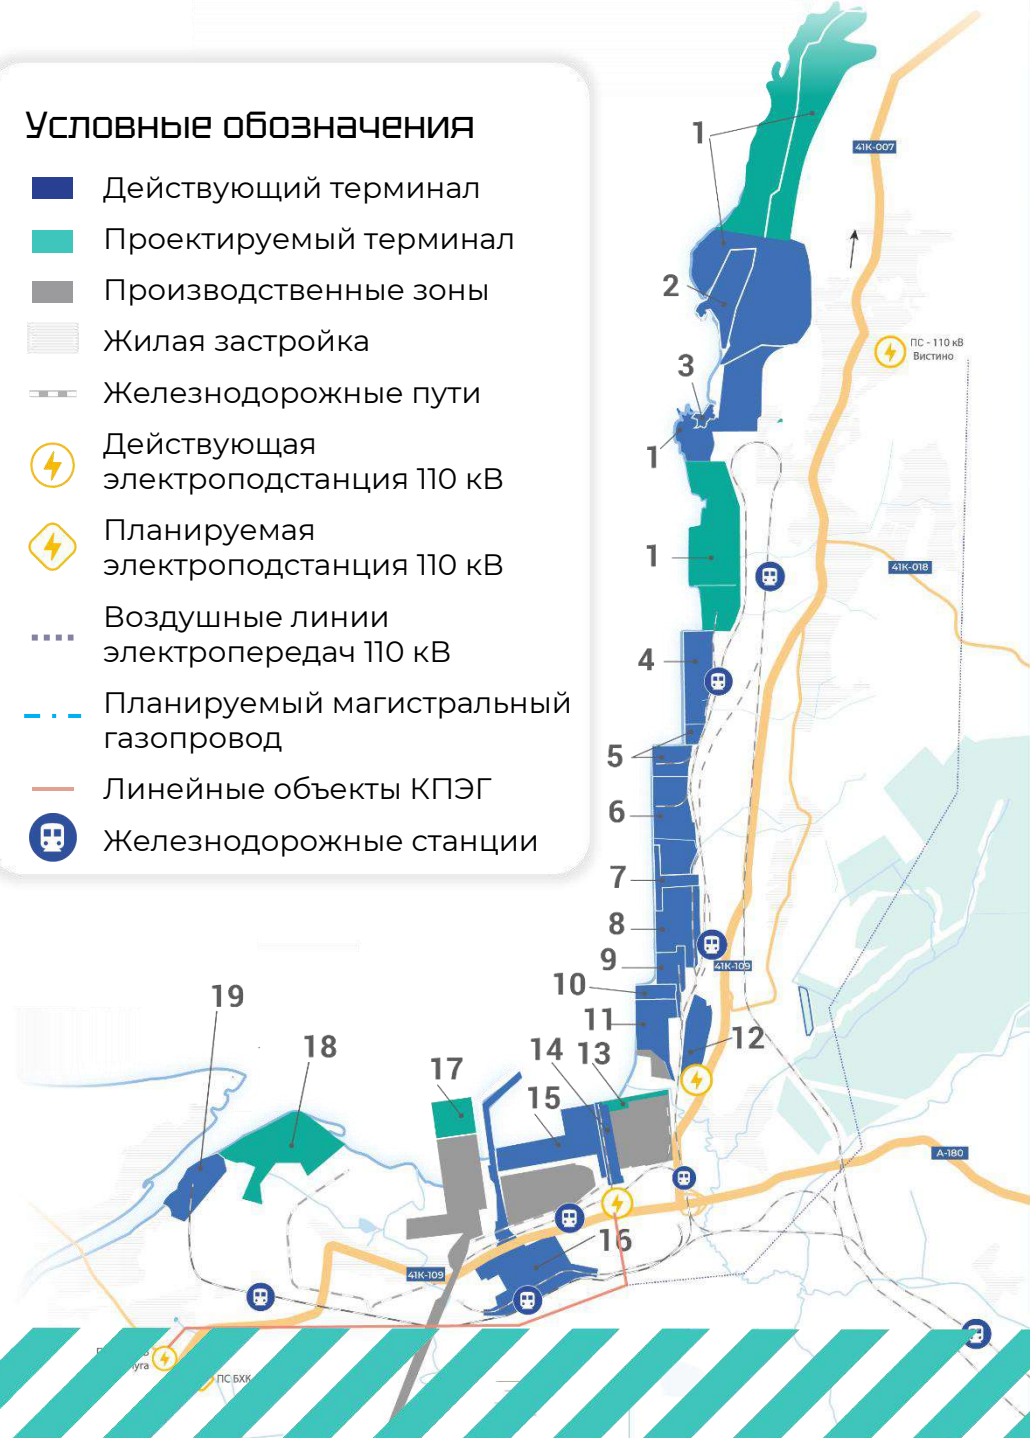 Условные обозначения
Действующий терминал
Проектируемый терминал
Производственные зоны
Жилая застройка
Железнодорожные пути
Действующая
электроподстанция 110 кВ
Планируемая
электроподстанция 110 кВ
Воздушные линии
электропередач 110 кВ
Планируемый магистральный
газопровод
Линейные объекты КПЭГ
Железнодорожные станции
1
41К-007
2
ПС - 110 кВ
Вистино
3
1
1
41К-018
4
5
6
7
8
9
41К-109
10
11
12
13
14
15
16
17
18
19
А-180
41К-109
ПС БХК